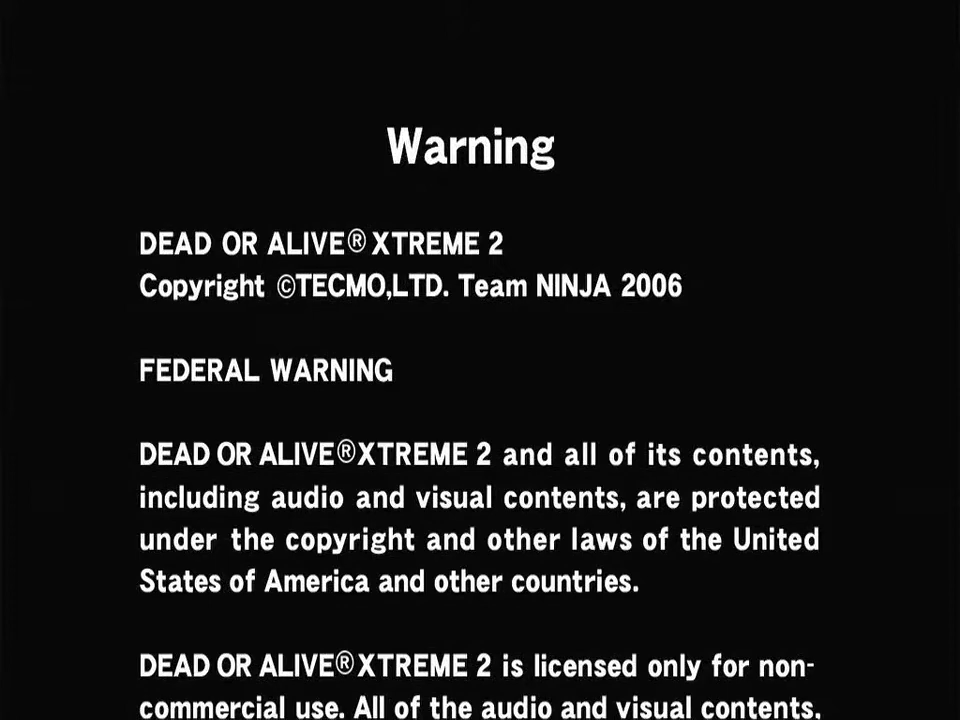 Warning
DEAD OR ALIVE® XTREME 2
Copyright ©TECMO,LTD. Team NINJA 2006
FEDERAL WARNING
DEAD OR ALIVE®XTREME 2 and all of its contents,
including audio and visual contents, are protected
under the copyright and other laws of the United
States of America and other countries.
DEAD OR ALIVE®XTREME 2 is licensed only for non-
commercial use. All of the audio and visual contents,